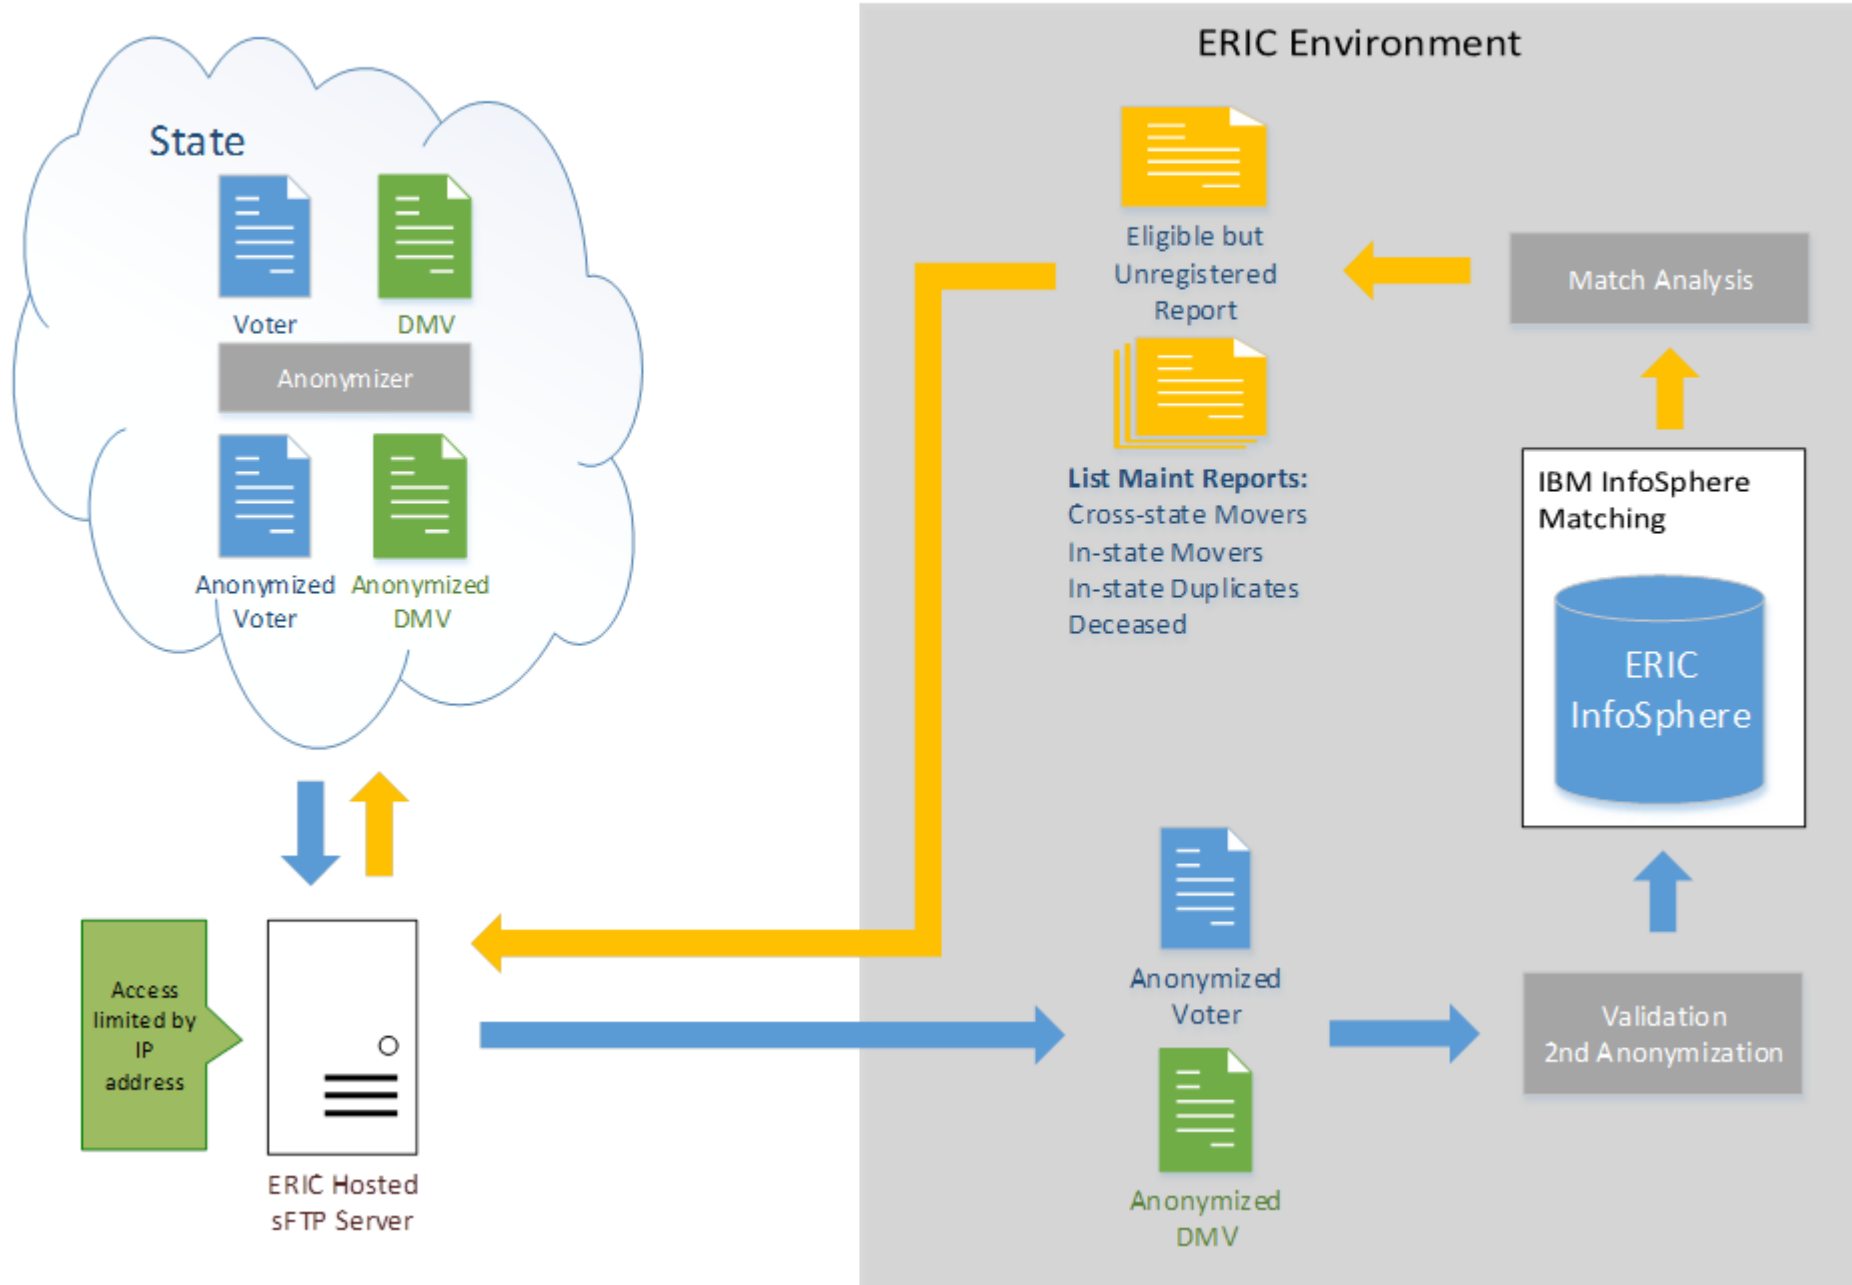 ERIC Environment
State
Voter
DMV
Anonymizer
Anonymized
Voter
Anonymized
DMV
Access
limited by
IP
address
ERIC Hosted
sFTP Server
Eligible but
Unregistered
Report
List Maint Reports:
Cross-state Movers
In-state Movers
In-state Duplicates
Deceased
Match Analysis
IBM InfoSphere
Matching
ERIC
InfoSphere
Anonymized
Voter
Anonymized
DMV
Validation
2nd Anonymization